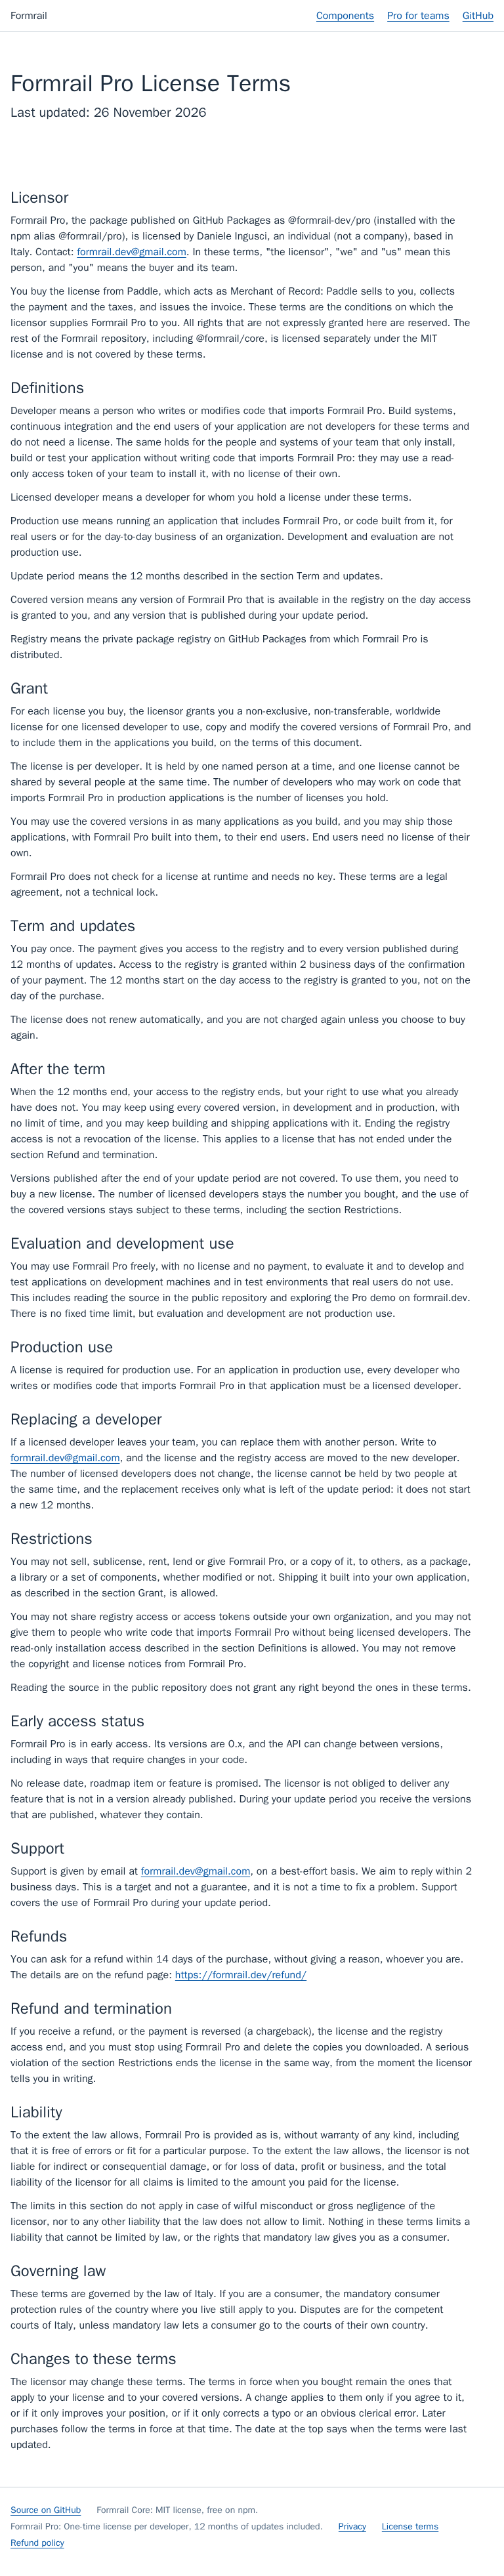 Formrail Components Pro for teams GitHub
Formrail Pro License Terms
Last updated: 26 November 2026
Licensor
Formrail Pro, the package published on GitHub Packages as @formrail-dev/pro (installed with the
npm alias @formrail/pro), is licensed by Daniele Ingusci, an individual (not a company), based in
Italy. Contact: formrail.dev@gmail.com. In these terms, "the licensor", "we" and "us" mean this
person, and "you" means the buyer and its team.
You buy the license from Paddle, which acts as Merchant of Record: Paddle sells to you, collects
the payment and the taxes, and issues the invoice. These terms are the conditions on which the
licensor supplies Formrail Pro to you. All rights that are not expressly granted here are reserved. The
rest of the Formrail repository, including @formrail/core, is licensed separately under the MIT
license and is not covered by these terms.
Definitions
Developer means a person who writes or modifies code that imports Formrail Pro. Build systems,
continuous integration and the end users of your application are not developers for these terms and
do not need a license. The same holds for the people and systems of your team that only install,
build or test your application without writing code that imports Formrail Pro: they may use a read-
only access token of your team to install it, with no license of their own.
Licensed developer means a developer for whom you hold a license under these terms.
Production use means running an application that includes Formrail Pro, or code built from it, for
real users or for the day-to-day business of an organization. Development and evaluation are not
production use.
Update period means the 12 months described in the section Term and updates.
Covered version means any version of Formrail Pro that is available in the registry on the day access
is granted to you, and any version that is published during your update period.
Registry means the private package registry on GitHub Packages from which Formrail Pro is
distributed.
Grant
For each license you buy, the licensor grants you a non-exclusive, non-transferable, worldwide
license for one licensed developer to use, copy and modify the covered versions of Formrail Pro, and
to include them in the applications you build, on the terms of this document.
The license is per developer. It is held by one named person at a time, and one license cannot be
shared by several people at the same time. The number of developers who may work on code that
imports Formrail Pro in production applications is the number of licenses you hold.
You may use the covered versions in as many applications as you build, and you may ship those
applications, with Formrail Pro built into them, to their end users. End users need no license of their
own.
Formrail Pro does not check for a license at runtime and needs no key. These terms are a legal
agreement, not a technical lock.
Term and updates
You pay once. The payment gives you access to the registry and to every version published during
12 months of updates. Access to the registry is granted within 2 business days of the confirmation
of your payment. The 12 months start on the day access to the registry is granted to you, not on the
day of the purchase.
The license does not renew automatically, and you are not charged again unless you choose to buy
again.
After the term
When the 12 months end, your access to the registry ends, but your right to use what you already
have does not. You may keep using every covered version, in development and in production, with
no limit of time, and you may keep building and shipping applications with it. Ending the registry
access is not a revocation of the license. This applies to a license that has not ended under the
section Refund and termination.
Versions published after the end of your update period are not covered. To use them, you need to
buy a new license. The number of licensed developers stays the number you bought, and the use of
the covered versions stays subject to these terms, including the section Restrictions.
Evaluation and development use
You may use Formrail Pro freely, with no license and no payment, to evaluate it and to develop and
test applications on development machines and in test environments that real users do not use.
This includes reading the source in the public repository and exploring the Pro demo on formrail.dev.
There is no fixed time limit, but evaluation and development are not production use.
Production use
A license is required for production use. For an application in production use, every developer who
writes or modifies code that imports Formrail Pro in that application must be a licensed developer.
Replacing a developer
If a licensed developer leaves your team, you can replace them with another person. Write to
formrail.dev@gmail.com, and the license and the registry access are moved to the new developer.
The number of licensed developers does not change, the license cannot be held by two people at
the same time, and the replacement receives only what is left of the update period: it does not start
a new 12 months.
Restrictions
You may not sell, sublicense, rent, lend or give Formrail Pro, or a copy of it, to others, as a package,
a library or a set of components, whether modified or not. Shipping it built into your own application,
as described in the section Grant, is allowed.
You may not share registry access or access tokens outside your own organization, and you may not
give them to people who write code that imports Formrail Pro without being licensed developers. The
read-only installation access described in the section Definitions is allowed. You may not remove
the copyright and license notices from Formrail Pro.
Reading the source in the public repository does not grant any right beyond the ones in these terms.
Early access status
Formrail Pro is in early access. Its versions are 0.x, and the API can change between versions,
including in ways that require changes in your code.
No release date, roadmap item or feature is promised. The licensor is not obliged to deliver any
feature that is not in a version already published. During your update period you receive the versions
that are published, whatever they contain.
Support
Support is given by email at formrail.dev@gmail.com, on a best-effort basis. We aim to reply within 2
business days. This is a target and not a guarantee, and it is not a time to fix a problem. Support
covers the use of Formrail Pro during your update period.
Refunds
You can ask for a refund within 14 days of the purchase, without giving a reason, whoever you are.
The details are on the refund page: https://formrail.dev/refund/
Refund and termination
If you receive a refund, or the payment is reversed (a chargeback), the license and the registry
access end, and you must stop using Formrail Pro and delete the copies you downloaded. A serious
violation of the section Restrictions ends the license in the same way, from the moment the licensor
tells you in writing.
Liability
To the extent the law allows, Formrail Pro is provided as is, without warranty of any kind, including
that it is free of errors or fit for a particular purpose. To the extent the law allows, the licensor is not
liable for indirect or consequential damage, or for loss of data, profit or business, and the total
liability of the licensor for all claims is limited to the amount you paid for the license.
The limits in this section do not apply in case of wilful misconduct or gross negligence of the
licensor, nor to any other liability that the law does not allow to limit. Nothing in these terms limits a
liability that cannot be limited by law, or the rights that mandatory law gives you as a consumer.
Governing law
These terms are governed by the law of Italy. If you are a consumer, the mandatory consumer
protection rules of the country where you live still apply to you. Disputes are for the competent
courts of Italy, unless mandatory law lets a consumer go to the courts of their own country.
Changes to these terms
The licensor may change these terms. The terms in force when you bought remain the ones that
apply to your license and to your covered versions. A change applies to them only if you agree to it,
or if it only improves your position, or if it only corrects a typo or an obvious clerical error. Later
purchases follow the terms in force at that time. The date at the top says when the terms were last
updated.
Source on GitHub Formrail Core: MIT license, free on npm.
Formrail Pro: One-time license per developer, 12 months of updates included. Privacy License terms
Refund policy